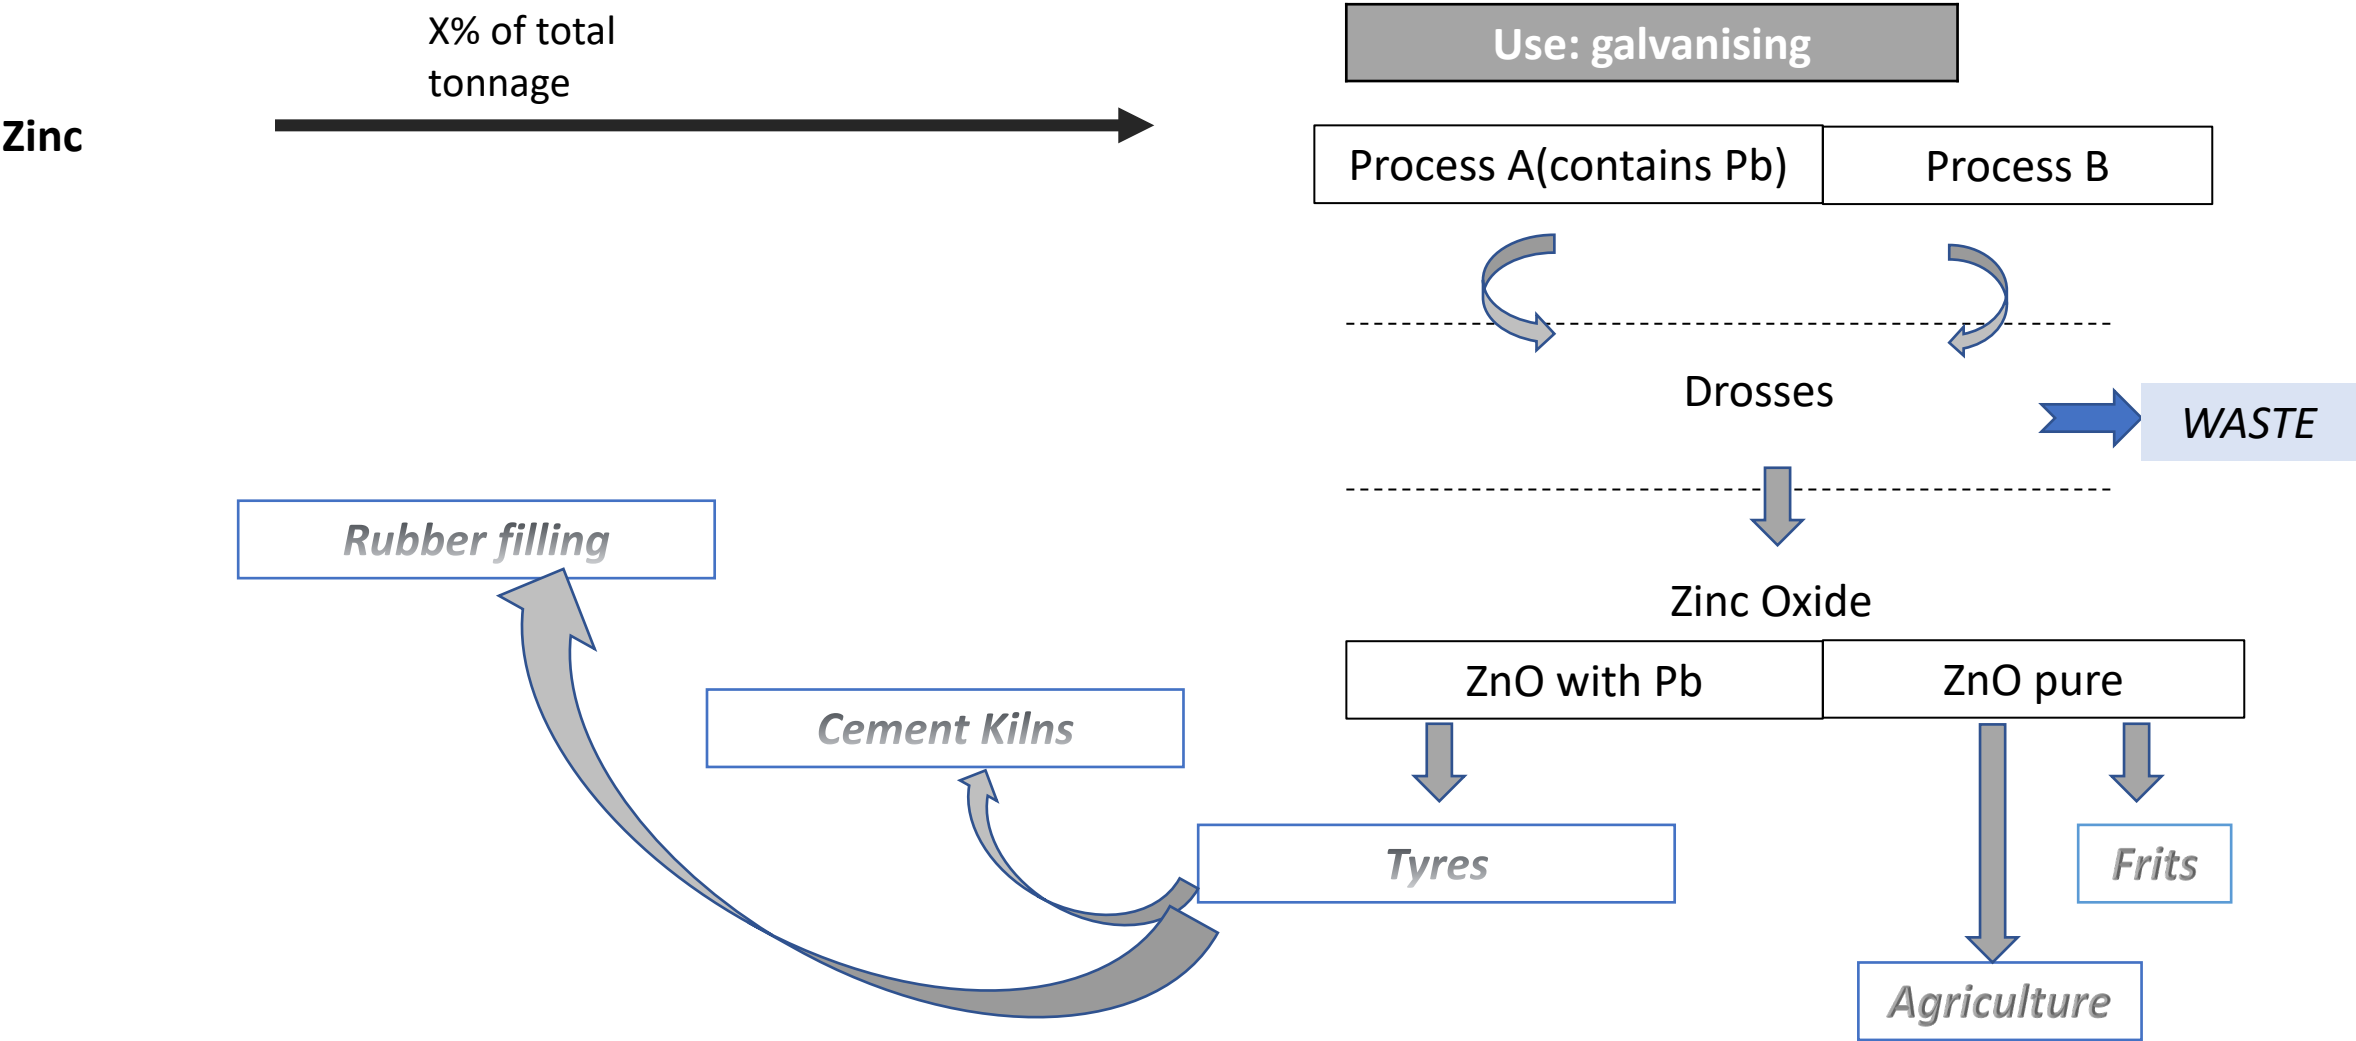 X% of total
tonnage
Use: galvanising
Zinc
Process A(contains Pb)
Process B
Drosses
WASTE
Rubber filling
Zinc Oxide
ZnO with Pb
ZnO pure
Cement Kilns
Tyres
Frits
Agriculture